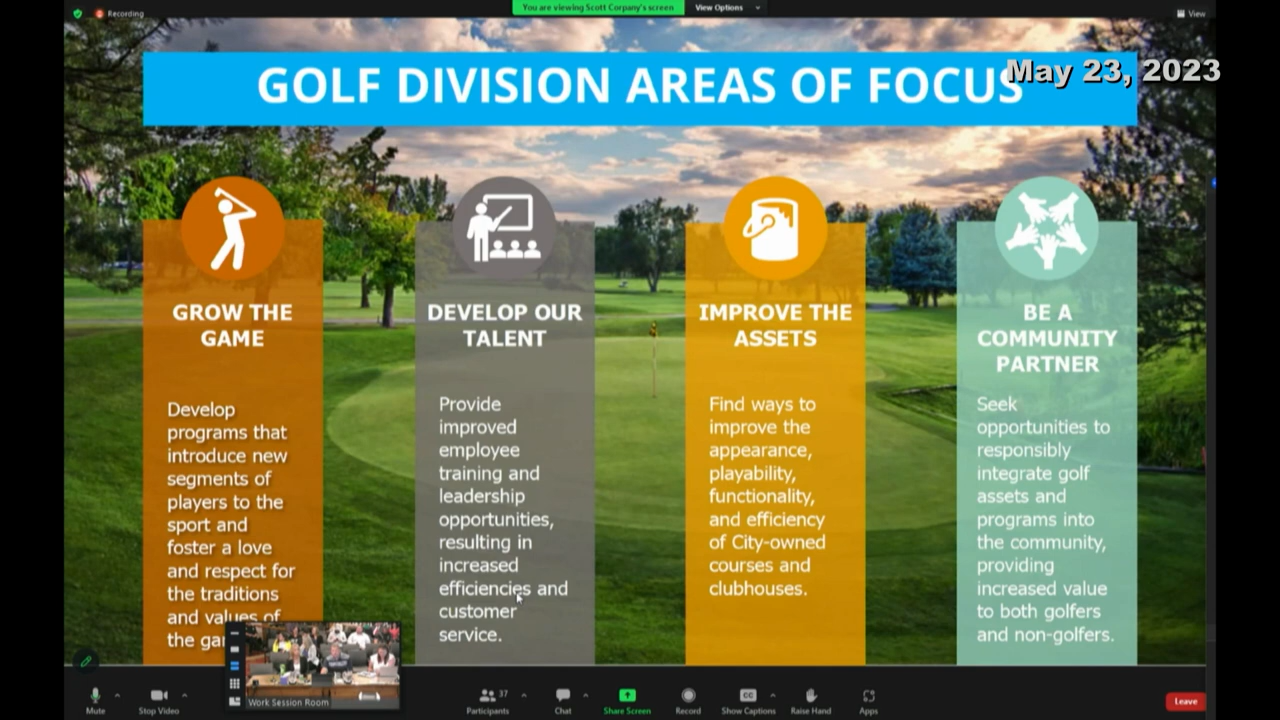 Recording
You are viewing Scott Corpany's screen
View Options
View
May 23, 2023
GOLF DIVISION AREAS OF FOCUS
GROW THE
GAME
Develop
programs that
introduce new
segments of
players to the
sport and
foster a love
and respect for
the traditions
and values of
the
DEVELOP OUR
TALENT
Provide
improved
employee
training and
leadership
opportunities,
resulting in
increased
efficiencies and
customer
service.
IMPROVE THE
ASSETS
Find ways to
improve the
appearance,
playability,
functionality,
and efficiency
of City-owned
courses and
clubhouses.
BE A
COMMUNITY
PARTNER
Seek
opportunities to
responsibly
integrate golf
assets and
programs into
the community,
providing
increased value
to both golfers
and non-golfers.
Work Session Room
Mute
Stop Video
37
Participants
Chat
Share Screen
Record
CC
Show Captions
Raise Hand
Apps
Leave